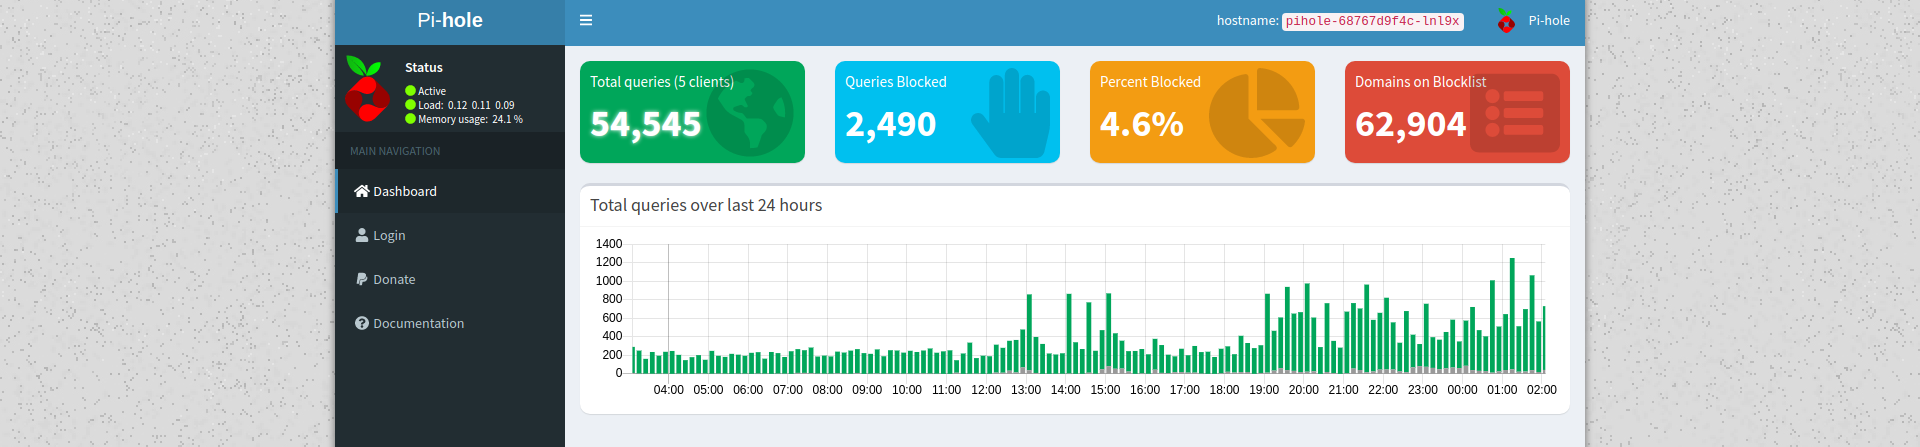 Pi-hole
hostname: pihole-68767d9f4c-lnl9x
Pi-hole
Status
Active
Load: 0.12 0.11 0.09
Memory usage: 24.1 %
MAIN NAVIGATION
Dashboard
Login
Donate
Documentation
Total queries (5 clients)
54,545
Queries Blocked
2,490
Percent Blocked
4.6%
Domains on Blocklist
62,904
Total queries over last 24 hours
1400
1200
1000
800
600
400
200
0
04:00 05:00 06:00 07:00 08:00 09:00 10:00 11:00 12:00 13:00 14:00 15:00 16:00 17:00 18:00 19:00 20:00 21:00 22:00 23:00 00:00 01:00 02:00